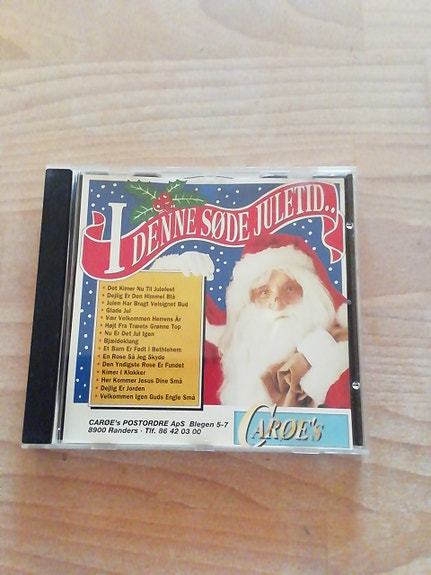 I DENNE SØDE JULETID..
• Det Kimer Nu Til Julefest
• Dejlig Er Den Himmel Blå
• Julen Har Bragt Velsignet Bud
• Glade Jul
• Vær Velkommen Herrens År
• Højt Fra Træets Grønne Top
• Nu Er Det Jul Igen
• Bjældeklang
• Et Barn Er Født I Bethlehem
• En Rose Så Jeg Skyde
• Den Yndigste Rose Er Fundet
• Kimer I Klokker
• Her Kommer Jesus Dine Små
• Dejlig Er Jorden
• Velkommen Igen Guds Engle Små
CARØE's POSTORDRE ApS Blegen 5-7
8900 Randers · Tlf. 86 42 03 00
CARØE's